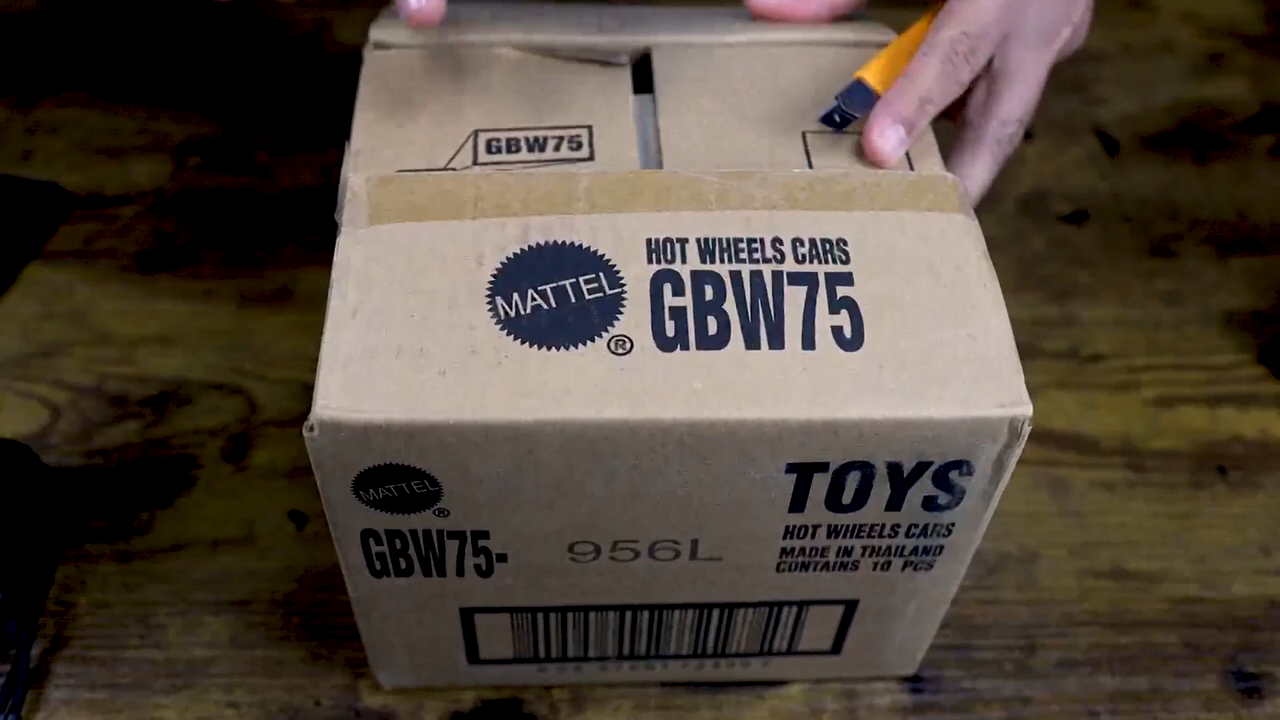 GBW75
MATTEL
®
HOT WHEELS CARS
GBW75
MATTEL
®
GBW75-
956L
TOYS
HOT WHEELS CARS
MADE IN THAILAND
CONTAINS 10 PCS